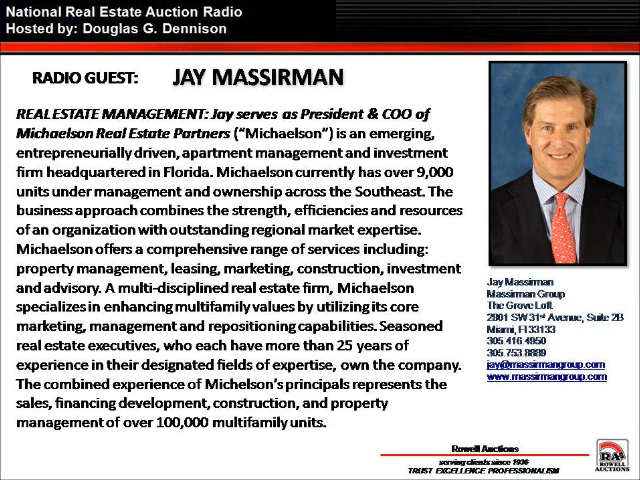 National Real Estate Auction Radio
Hosted by: Douglas G. Dennison
RADIO GUEST: JAY MASSIRMAN
REAL ESTATE MANAGEMENT: Jay serves as President & COO of
Michaelson Real Estate Partners (“Michaelson”) is an emerging,
entrepreneurially driven, apartment management and investment
firm headquartered in Florida. Michaelson currently has over 9,000
units under management and ownership across the Southeast. The
business approach combines the strength, efficiencies and resources
of an organization with outstanding regional market expertise.
Michaelson offers a comprehensive range of services including:
property management, leasing, marketing, construction, investment
and advisory. A multi-disciplined real estate firm, Michaelson
specializes in enhancing multifamily values by utilizing its core
marketing, management and repositioning capabilities. Seasoned
real estate executives, who each have more than 25 years of
experience in their designated fields of expertise, own the company.
The combined experience of Michelson’s principals represents the
sales, financing development, construction, and property
management of over 100,000 multifamily units.
Jay Massirman
Massirman Group
The Grove Loft
2801 SW 31st Avenue, Suite 2B
Miami, Fl 33133
305.416.4950
305.753.8889
jay@massirmangroup.com
www.massirmangroup.com
Rowell Auctions
serving clients since 1936
TRUST EXCELLENCE PROFESSIONALISM
RA
ROWELL
AUCTIONS